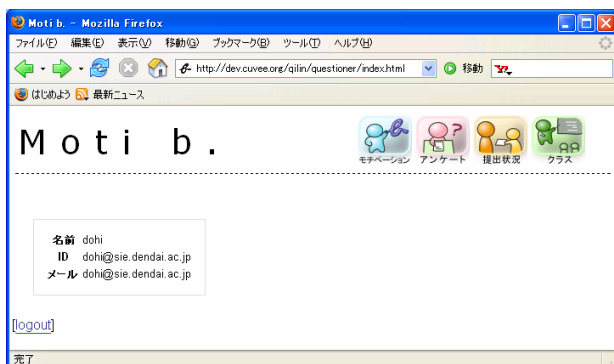 Moti b. - Mozilla Firefox
ファイル(F) 編集(E) 表示(V) 移動(G) ブックマーク(B) ツール(T) ヘルプ(H)
http://dev.cuvee.org/qilin/questioner/index.html 移動
はじめよう 最新ニュース
Moti b.
モチベーション アンケート 提出状況 クラス
名前 dohi
ID dohi@sie.dendai.ac.jp
メール dohi@sie.dendai.ac.jp
[logout]
完了